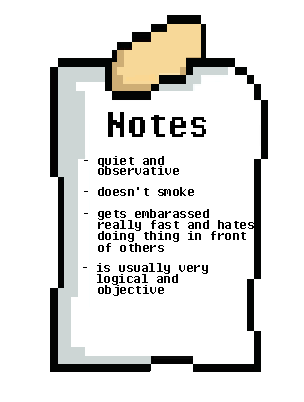 Notes
- quiet and
observative
- doesn't smoke
- gets embarassed
really fast and hates
doing thing in front
of others
- is usually very
logical and
objective